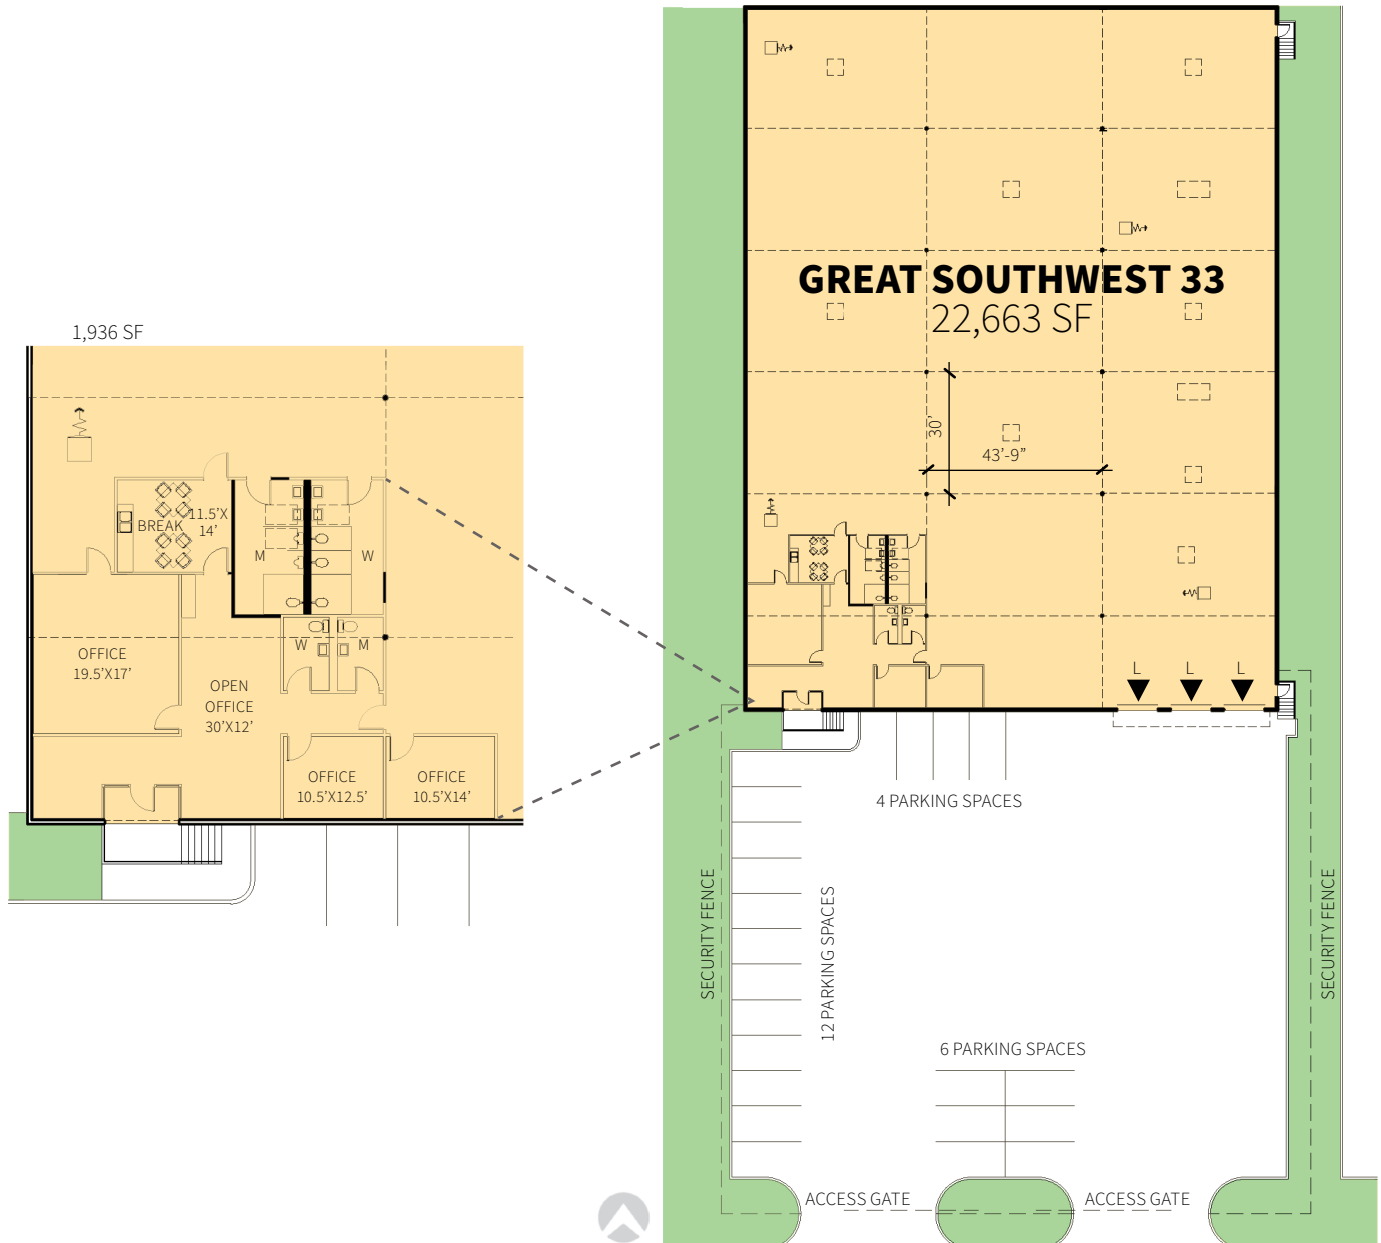 GREAT SOUTHWEST 33
22,663 SF
30'
43'-9"
L
L
L
1,936 SF
BREAK
11.5'X
14'
M
W
W
M
OFFICE
19.5'X17'
OPEN
OFFICE
30'X12'
OFFICE
10.5'X12.5'
OFFICE
10.5'X14'
4 PARKING SPACES
SECURITY FENCE
12 PARKING SPACES
SECURITY FENCE
6 PARKING SPACES
ACCESS GATE
ACCESS GATE